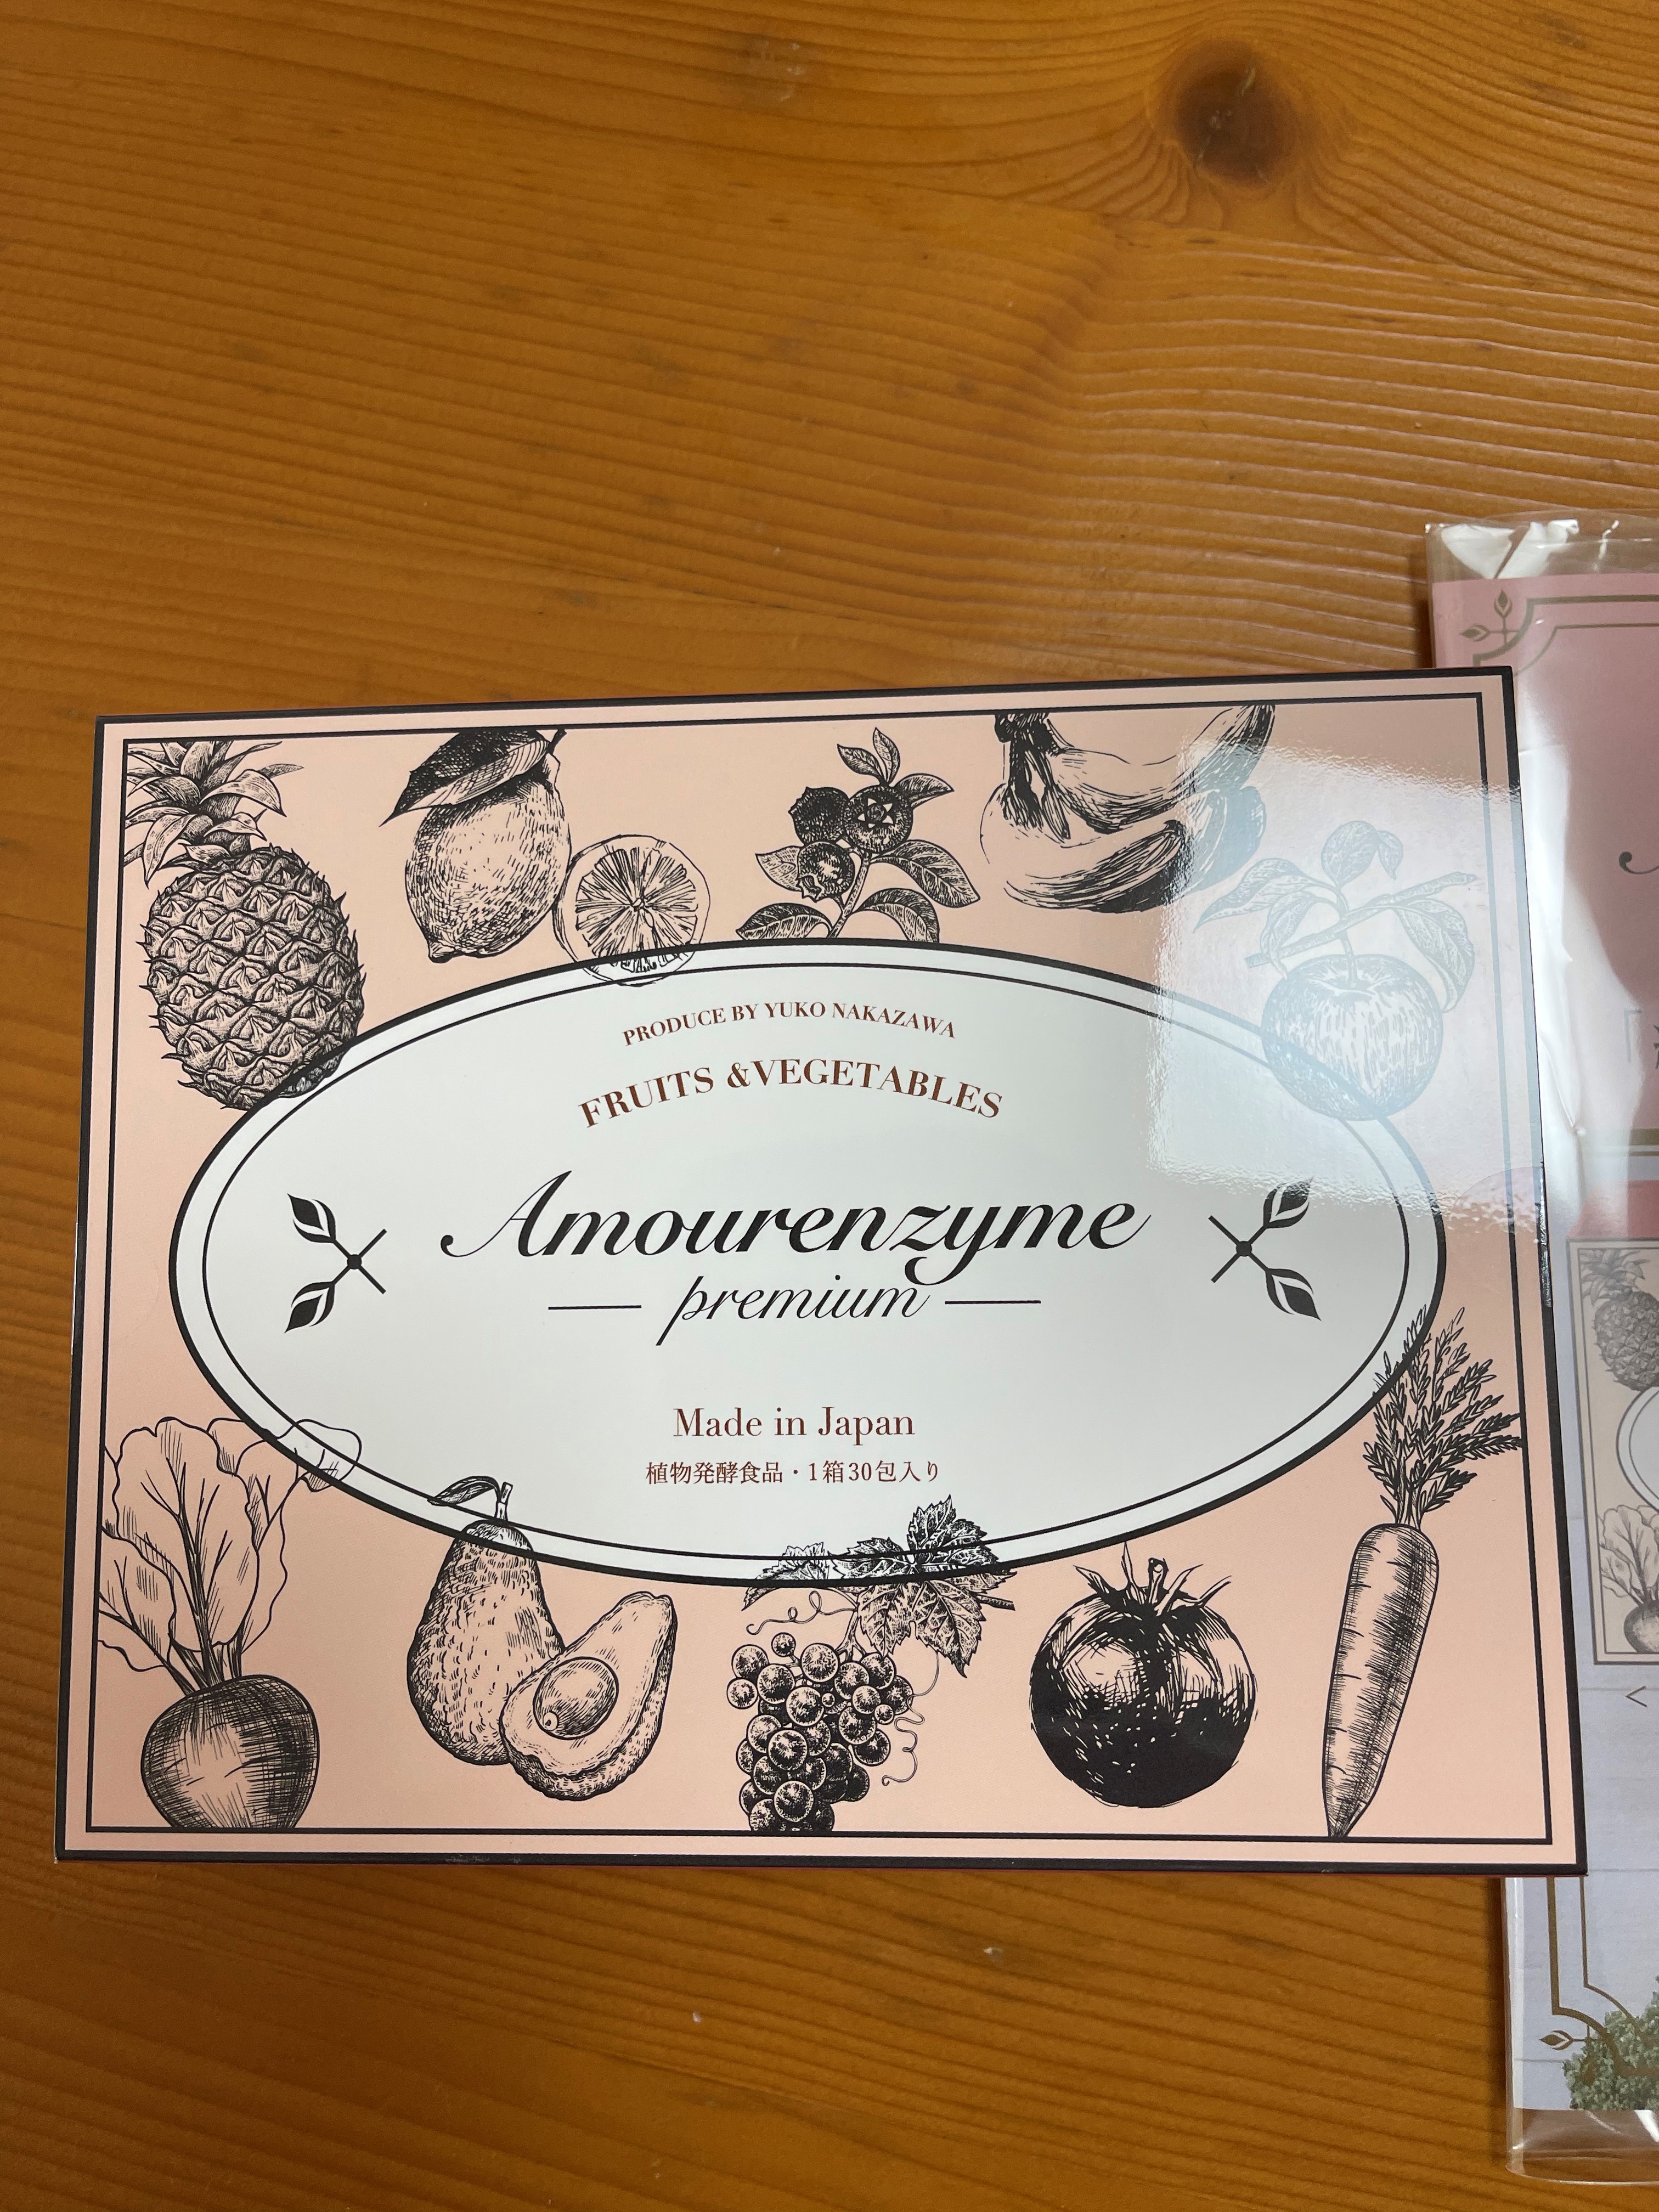 PRODUCE BY YUKO NAKAZAWA
FRUITS &VEGETABLES
Amourenzyme
premium
Made in Japan
植物発酵食品・1箱30包入り